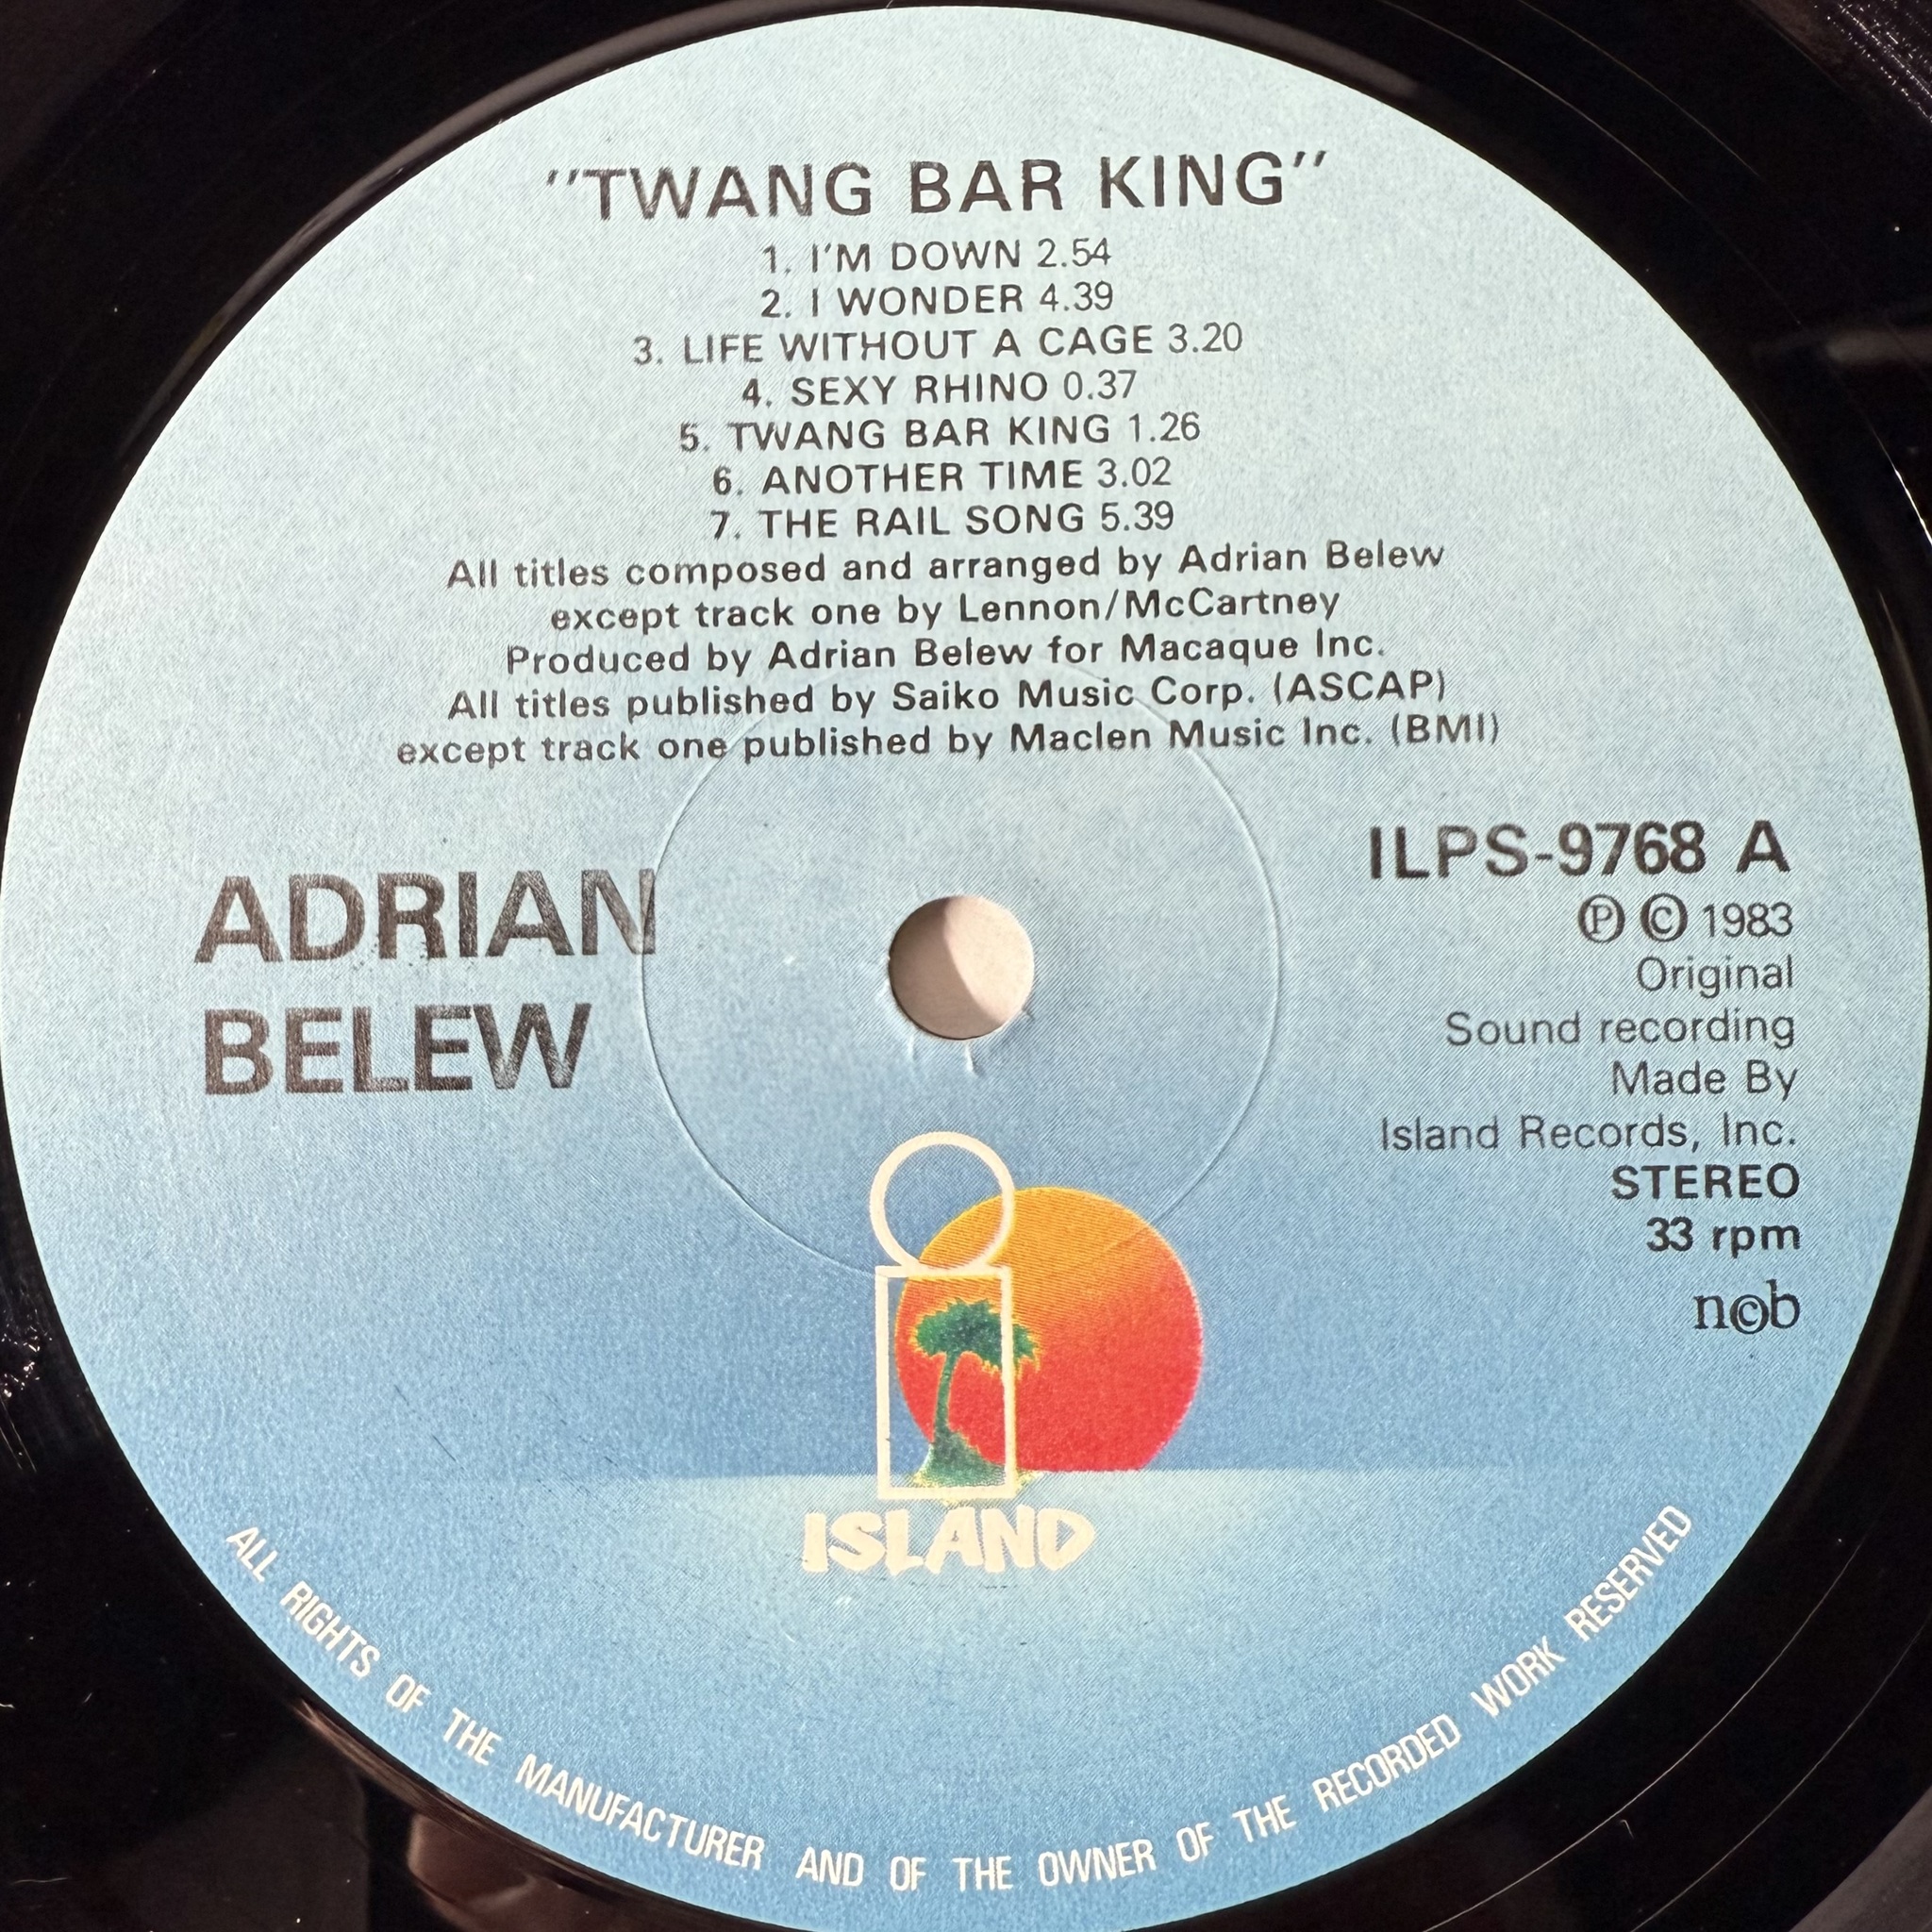 "TWANG BAR KING"
1. I'M DOWN 2.54
2. I WONDER 4.39
3. LIFE WITHOUT A CAGE 3.20
4. SEXY RHINO 0.37
5. TWANG BAR KING 1.26
6. ANOTHER TIME 3.02
7. THE RAIL SONG 5.39
All titles composed and arranged by Adrian Belew
except track one by Lennon/McCartney
Produced by Adrian Belew for Macaque Inc.
All titles published by Saiko Music Corp. (ASCAP)
except track one published by Maclen Music Inc. (BMI)
ADRIAN
BELEW
ILPS-9768 A
Ⓟ © 1983
Original
Sound recording
Made By
Island Records, Inc.
STEREO
33 rpm
n©b
ISLAND
ALL RIGHTS OF THE MANUFACTURER AND OF THE OWNER OF THE RECORDED WORK RESERVED